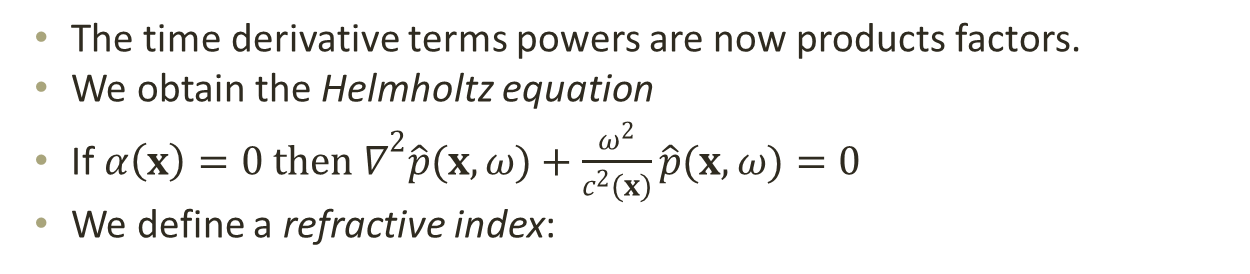 • The time derivative terms powers are now products factors.
• We obtain the Helmholtz equation
• If α(𝐱) = 0 then ∇²p̂(𝐱, ω) + ω²/c²(𝐱) p̂(𝐱, ω) = 0
• We define a refractive index: